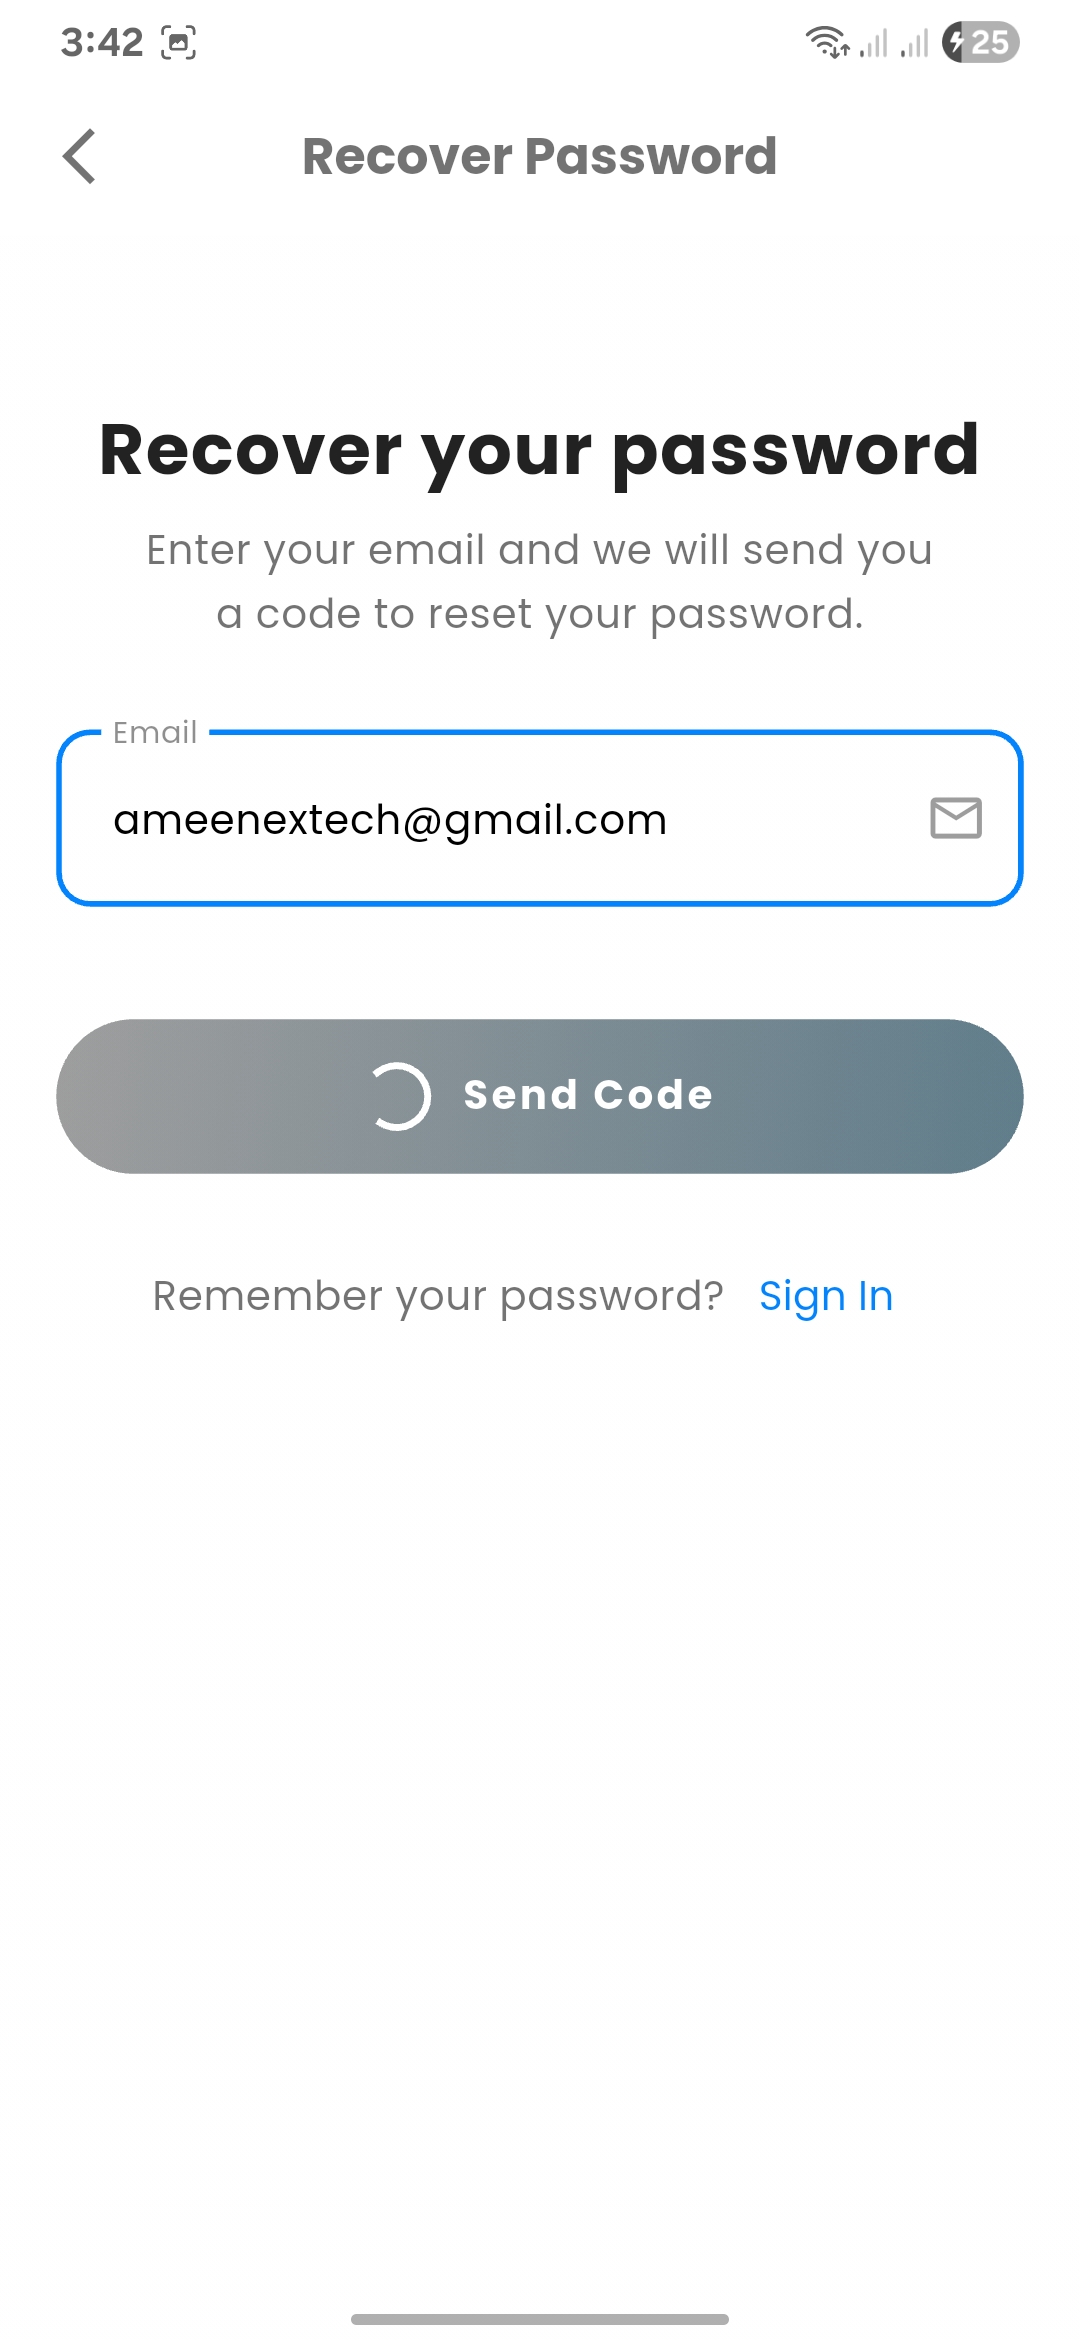 3:42
25
Recover Password
Recover your password
Enter your email and we will send you
a code to reset your password.
Email
ameenextech@gmail.com
Send Code
Remember your password? Sign In